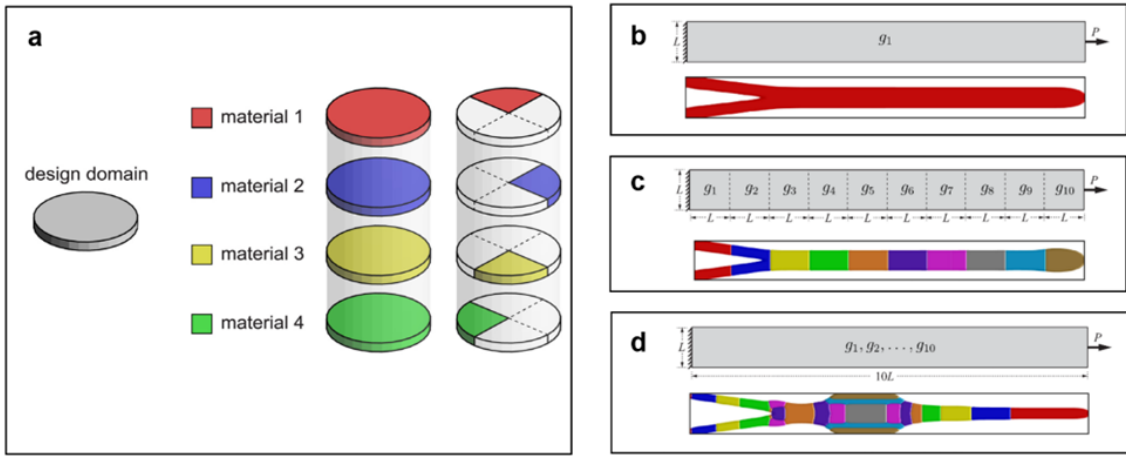 a
material 1
material 2
design domain
material 3
material 4
b
L
g₁
P
c
L
g₁ g₂ g₃ g₄ g₅ g₆ g₇ g₈ g₉ g₁₀
P
L L L L L L L L L L
d
L
g₁, g₂, . . . , g₁₀
P
10L